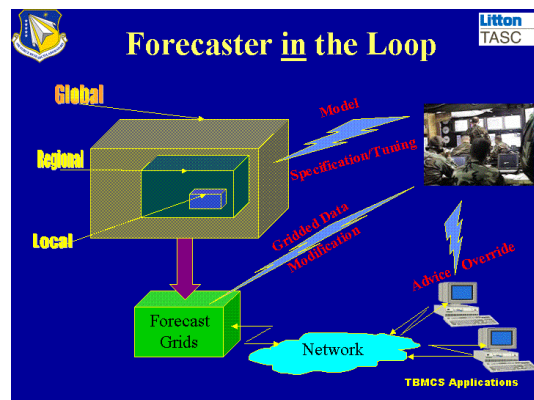 Forecaster in the Loop
Litton
TASC
Global
Regional
Local
Model
Specification/Tuning
Gridded Data
Modification
Advice Override
Forecast
Grids
Network
TBMCS Applications